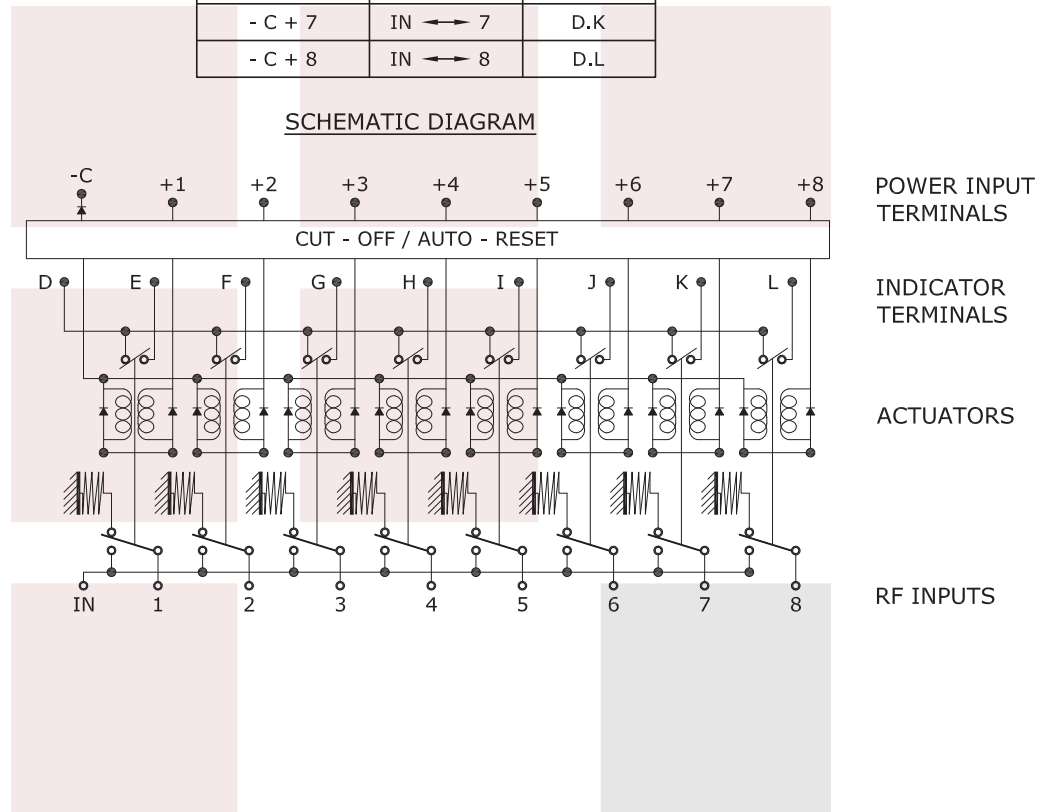 - C + 7 IN ⟷ 7 D.K
- C + 8 IN ⟷ 8 D.L
SCHEMATIC DIAGRAM
-C +1 +2 +3 +4 +5 +6 +7 +8
POWER INPUT
TERMINALS
CUT - OFF / AUTO - RESET
D E F G H I J K L
INDICATOR
TERMINALS
ACTUATORS
IN 1 2 3 4 5 6 7 8
RF INPUTS